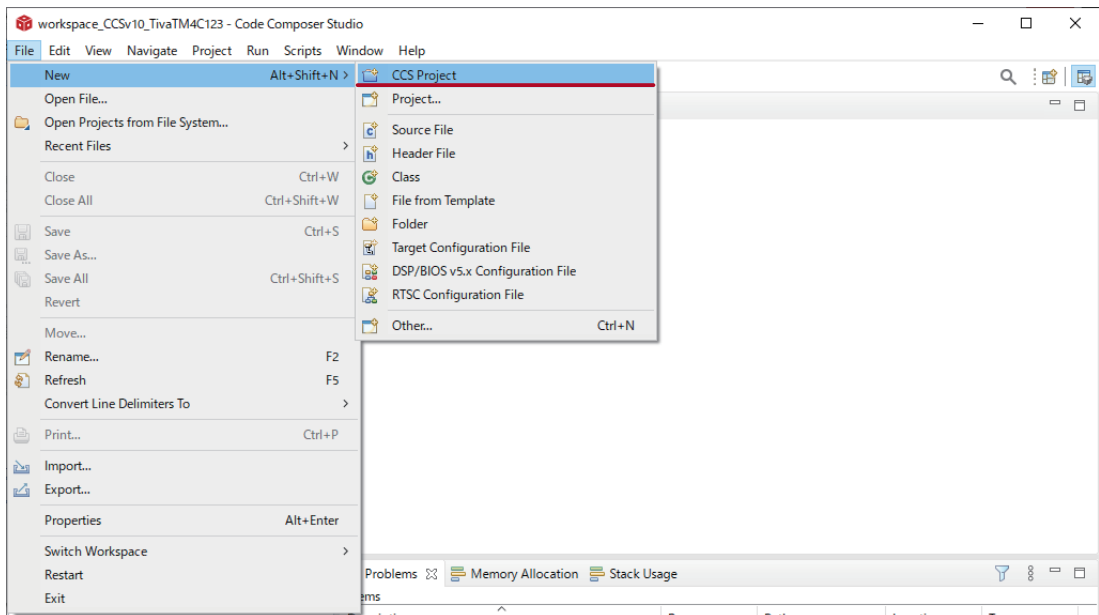 workspace_CCSv10_TivaTM4C123 - Code Composer Studio
File Edit View Navigate Project Run Scripts Window Help
New Alt+Shift+N >
Open File...
Open Projects from File System...
Recent Files >
Close Ctrl+W
Close All Ctrl+Shift+W
Save Ctrl+S
Save As...
Save All Ctrl+Shift+S
Revert
Move...
Rename... F2
Refresh F5
Convert Line Delimiters To >
Print... Ctrl+P
Import...
Export...
Properties Alt+Enter
Switch Workspace >
Restart
Exit
CCS Project
Project...
Source File
Header File
Class
File from Template
Folder
Target Configuration File
DSP/BIOS v5.x Configuration File
RTSC Configuration File
Other... Ctrl+N
Problems Memory Allocation Stack Usage